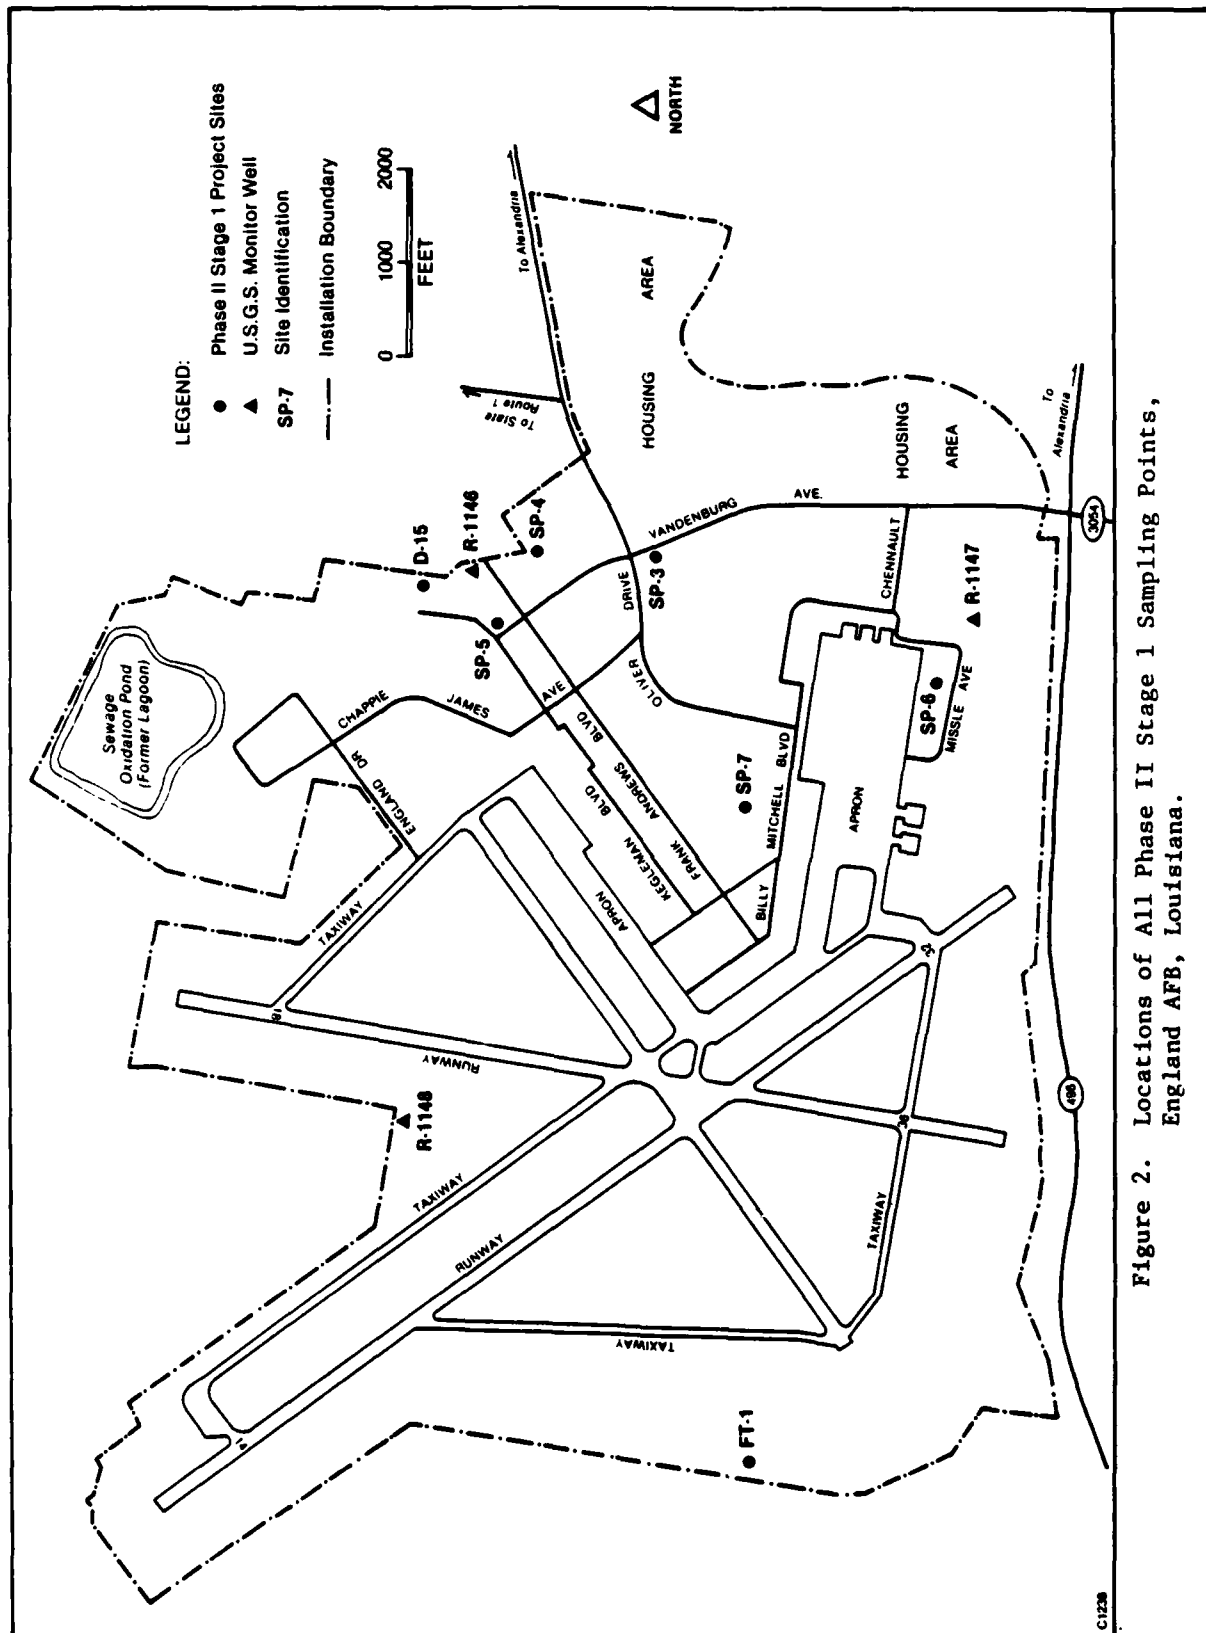 LEGEND:
Phase II Stage 1 Project Sites
U.S.G.S. Monitor Well
SP-7 Site Identification
Installation Boundary
0 1000 2000
FEET
NORTH
Sewage
Oxidation Pond
(Former Lagoon)
D-15
R-1146
SP-4
SP-5
SP-3
SP-7
SP-6
R-1147
R-1148
FT-1
To State
Route 1
To Alexandria
HOUSING AREA
HOUSING
AREA
To
Alexandria
CHAPPIE JAMES AVE
ENGLAND DR
OLIVER DRIVE
VANDENBURG AVE.
CHENNAULT
MISSLE AVE
KEGLEMAN BLVD
FRANK ANDREWS BLVD
BILLY MITCHELL BLVD
APRON
APRON
TAXIWAY
RUNWAY
18
TAXIWAY
RUNWAY
14
TAXIWAY
TAXIWAY
36
32
3054
496
C1238
Figure 2. Locations of All Phase II Stage 1 Sampling Points,
England AFB, Louisiana.